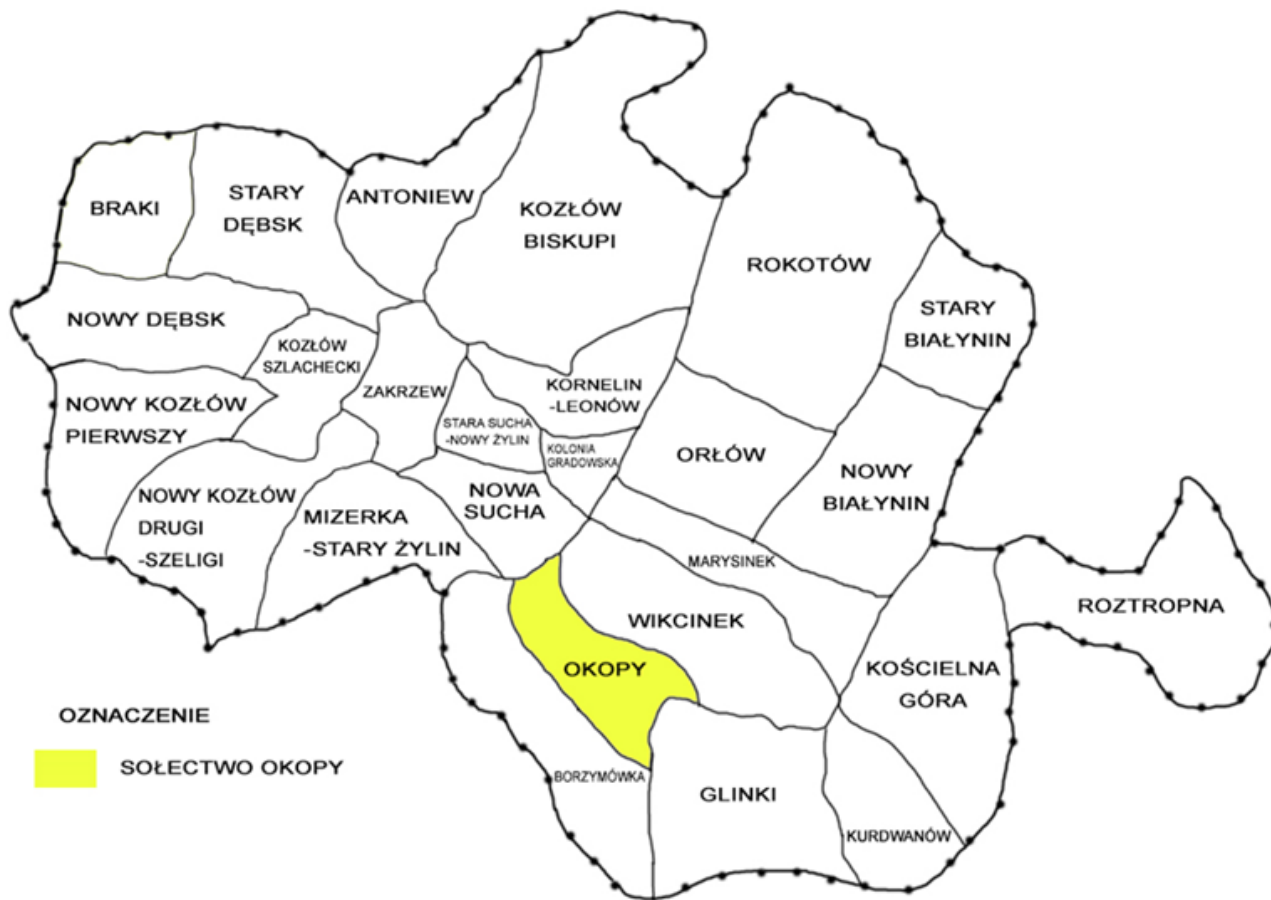 BRAKI
STARY
DĘBSK
ANTONIEW
KOZŁÓW
BISKUPI
ROKOTÓW
STARY
BIAŁYNIN
NOWY DĘBSK
KOZŁÓW
SZLACHECKI
ZAKRZEW
KORNELIN
-LEONÓW
NOWY KOZŁÓW
PIERWSZY
STARA SUCHA
-NOWY ŻYLIN
KOLONIA
GRADOWSKA
ORŁÓW
NOWY
BIAŁYNIN
NOWY KOZŁÓW
DRUGI
-SZELIGI
MIZERKA
-STARY ŻYLIN
NOWA
SUCHA
MARYSINEK
WIKCINEK
ROZTROPNA
OKOPY
KOŚCIELNA
GÓRA
OZNACZENIE
SOŁECTWO OKOPY
BORZYMÓWKA
GLINKI
KURDWANÓW